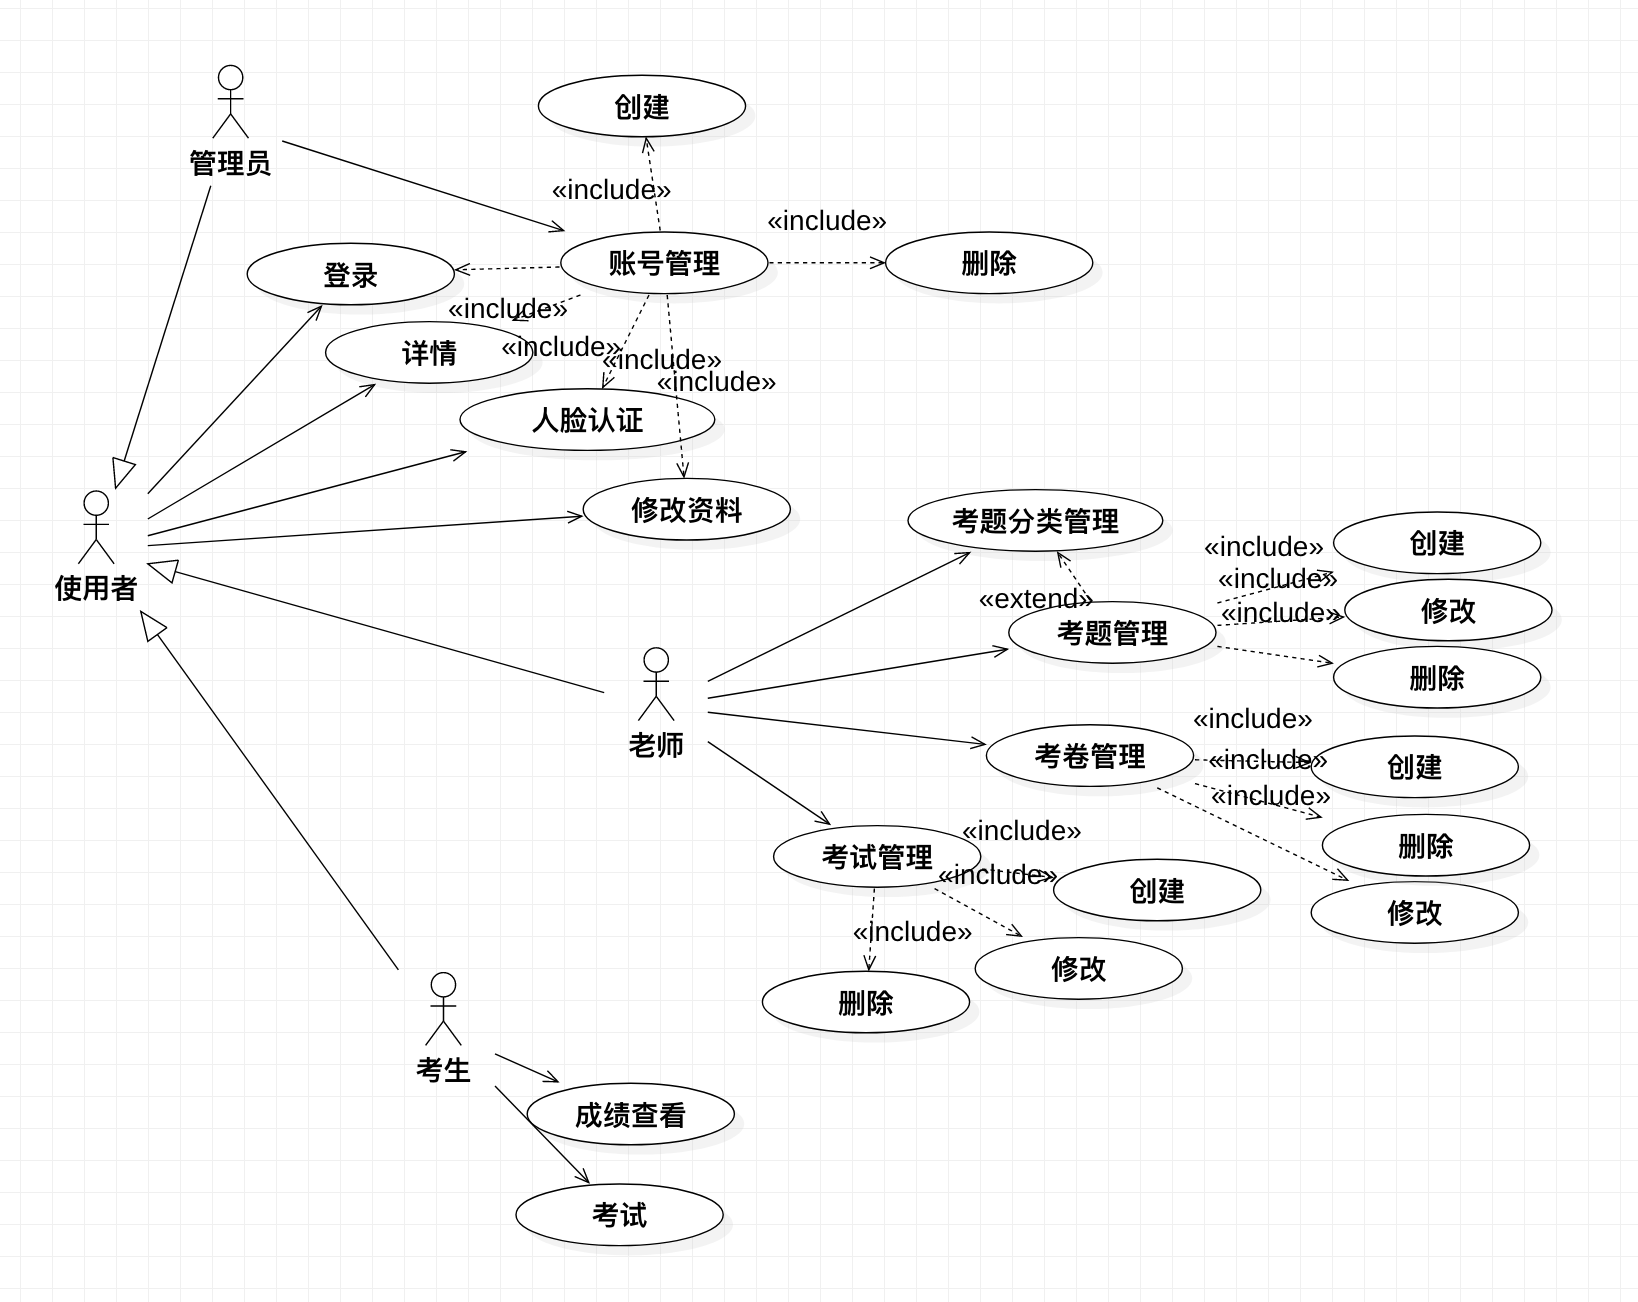 管理员
创建
«include»
«include»
账号管理
删除
登录
«include»
详情
«include»
«include»
«include»
人脸认证
修改资料
使用者
考题分类管理
«include»
创建
«include»
«extend»
«include»
修改
考题管理
删除
老师
«include»
考卷管理
«include»
创建
«include»
删除
«include»
考试管理
«include»
创建
修改
«include»
修改
删除
考生
成绩查看
考试